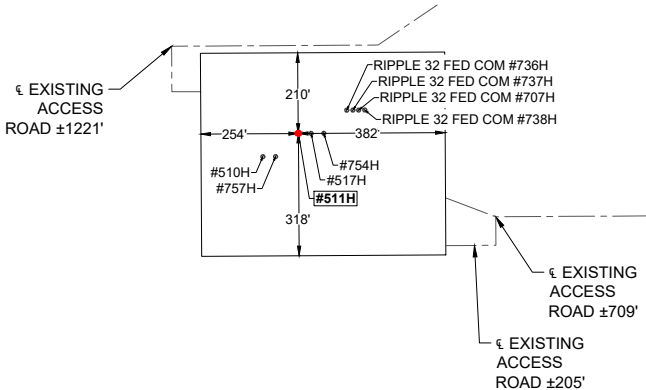 RIPPLE 32 FED COM #736H
RIPPLE 32 FED COM #737H
RIPPLE 32 FED COM #707H
RIPPLE 32 FED COM #738H
℄ EXISTING
ACCESS
ROAD ±1221'
210'
254'
382'
#754H
#517H
#511H
#510H
#757H
318'
℄ EXISTING
ACCESS
ROAD ±709'
℄ EXISTING
ACCESS
ROAD ±205'